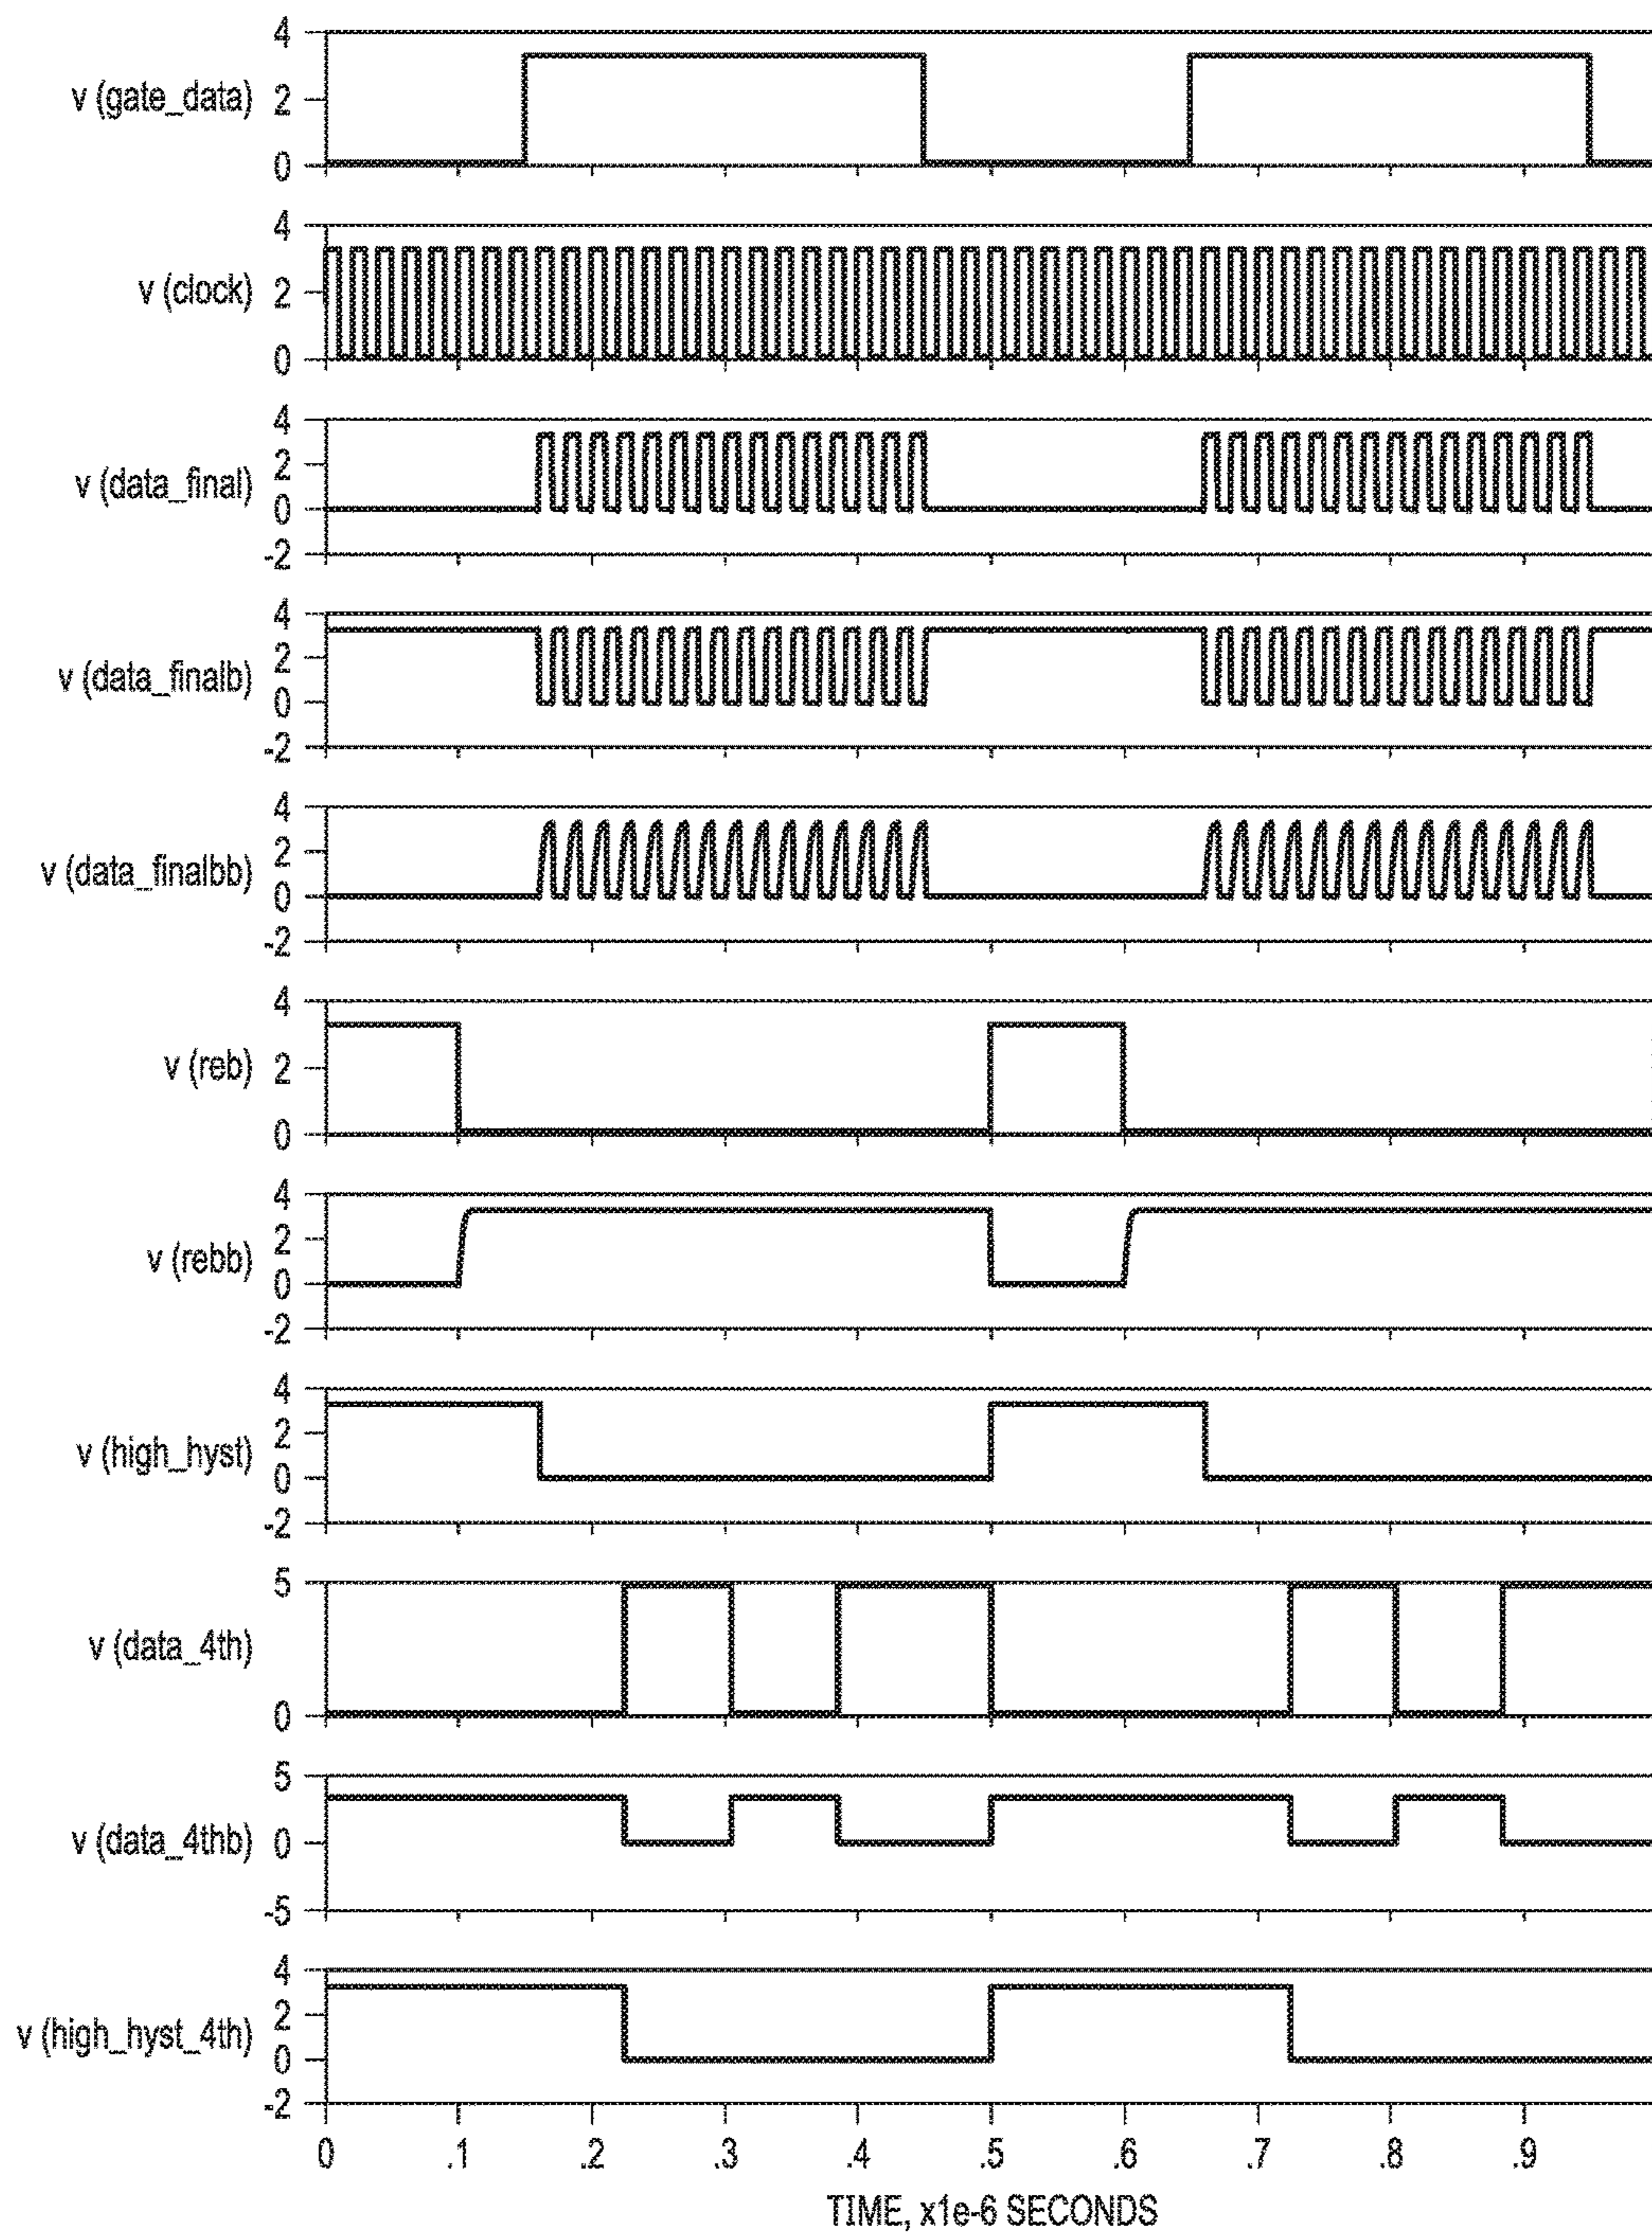 4
v (gate_data) 2
0
4
v (clock) 2
0
4
2
v (data_final)
0
-2
4
2
v (data_finalb)
0
-2
4
2
v (data_finalbb)
0
-2
4
v (reb) 2
0
4
2
v (rebb)
0
-2
4
2
v (high_hyst)
0
-2
5
v (data_4th)
0
5
v (data_4thb) 0
-5
4
2
v (high_hyst_4th)
0
-2
0 .1 .2 .3 .4 .5 .6 .7 .8 .9
TIME, x1e-6 SECONDS